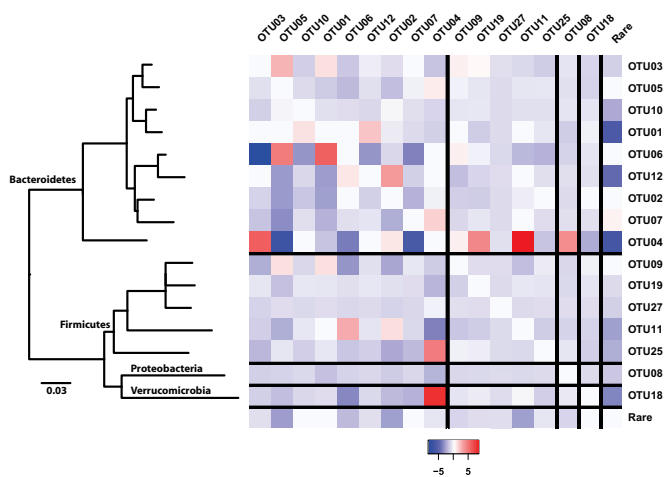 OTU03 OTU05 OTU10 OTU01 OTU06 OTU12 OTU02 OTU07 OTU04 OTU09 OTU19 OTU27 OTU11 OTU25 OTU08 OTU18 Rare
OTU03
OTU05
OTU10
OTU01
OTU06
Bacteroidetes
OTU12
OTU02
OTU07
OTU04
OTU09
OTU19
OTU27
Firmicutes
OTU11
OTU25
Proteobacteria
OTU08
0.03
Verrucomicrobia
OTU18
Rare
−5 5